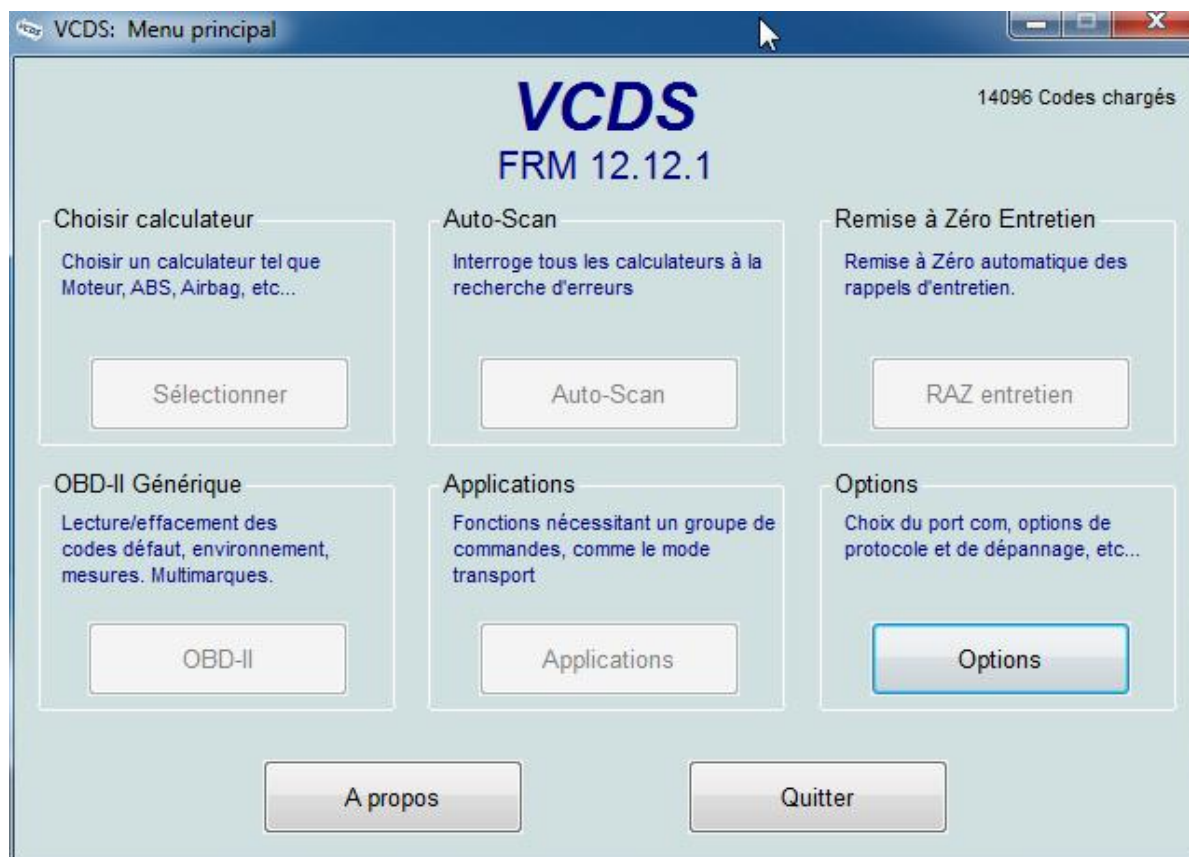 VCDS: Menu principal
VCDS
14096 Codes chargés
FRM 12.12.1
Choisir calculateur
Choisir un calculateur tel que
Moteur, ABS, Airbag, etc...
Sélectionner
Auto-Scan
Interroge tous les calculateurs à la
recherche d'erreurs
Auto-Scan
Remise à Zéro Entretien
Remise à Zéro automatique des
rappels d'entretien.
RAZ entretien
OBD-II Générique
Lecture/effacement des
codes défaut, environnement,
mesures. Multimarques.
OBD-II
Applications
Fonctions nécessitant un groupe de
commandes, comme le mode
transport
Applications
Options
Choix du port com, options de
protocole et de dépannage, etc...
Options
A propos
Quitter